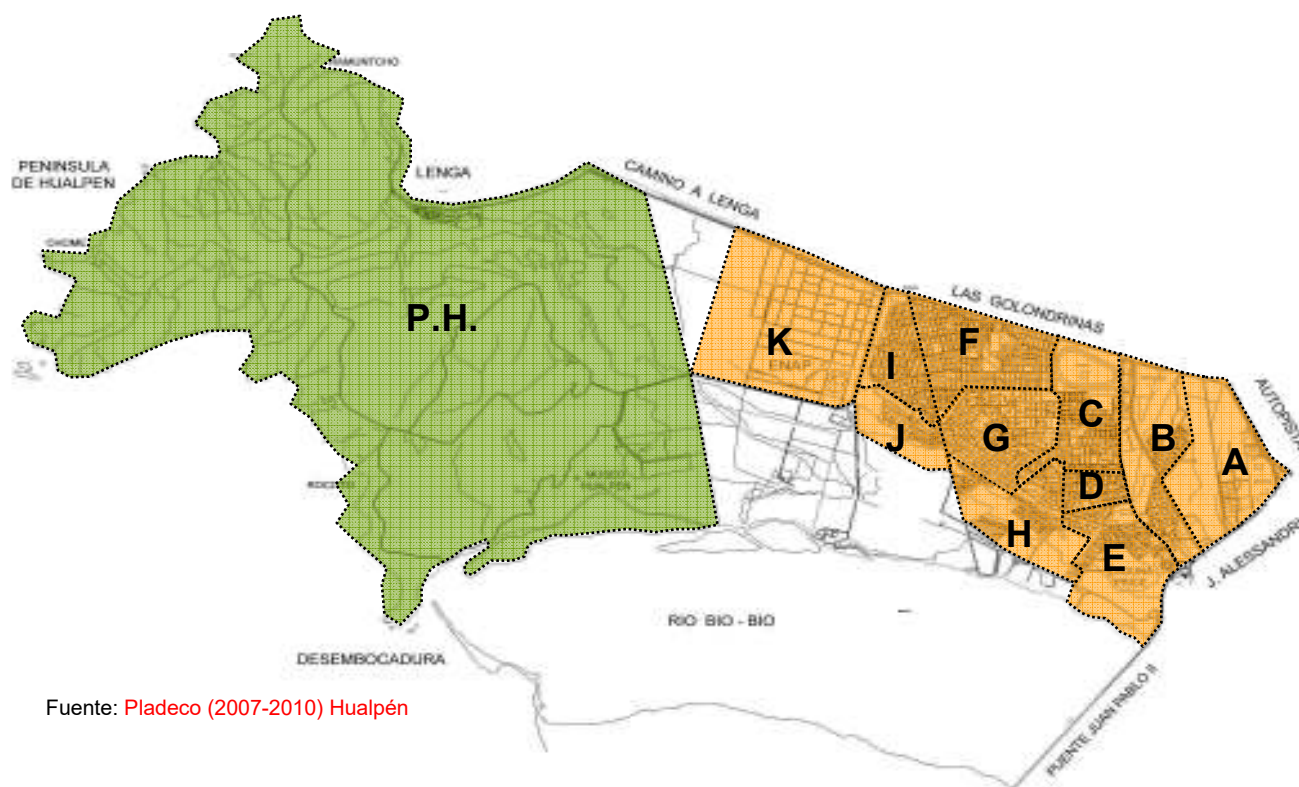 PENINSULA
DE HUALPEN
LENGA
CAMINO A LENGA
LAS GOLONDRINAS
AUTOPISTA
P.H.
K
ENAP
I
F
J
G
C
B
A
D
H
E
J. ALESSANDRI
RIO BIO - BIO
DESEMBOCADURA
PUENTE JUAN PABLO II
Fuente: Pladeco (2007-2010) Hualpén